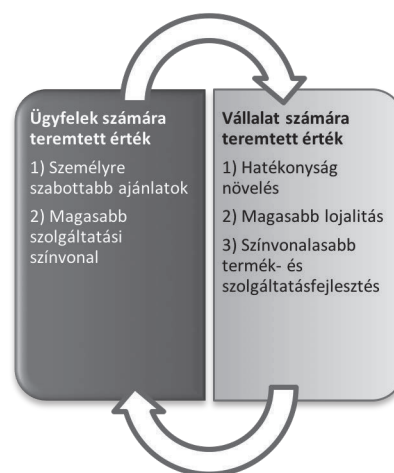 Ügyfelek számára
teremtett érték
1) Személyre
szabottabb ajánlatok
2) Magasabb
szolgáltatási
színvonal
Vállalat számára
teremtett érték
1) Hatékonyság
növelés
2) Magasabb lojalitás
3) Színvonalasabb
termék- és
szolgáltatásfejlesztés